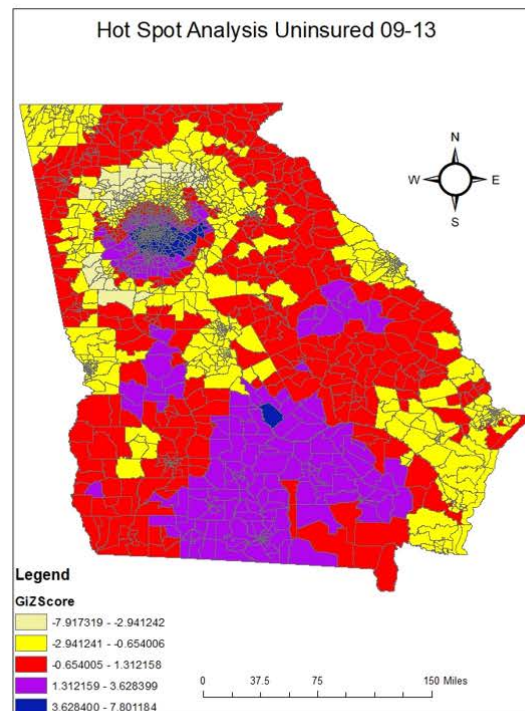 Hot Spot Analysis Uninsured 09-13
N
W E
S
Legend
GiZScore
-7.917319 - -2.941242
-2.941241 - -0.654006
-0.654005 - 1.312158
1.312159 - 3.628399
3.628400 - 7.801184
0 37.5 75 150 Miles